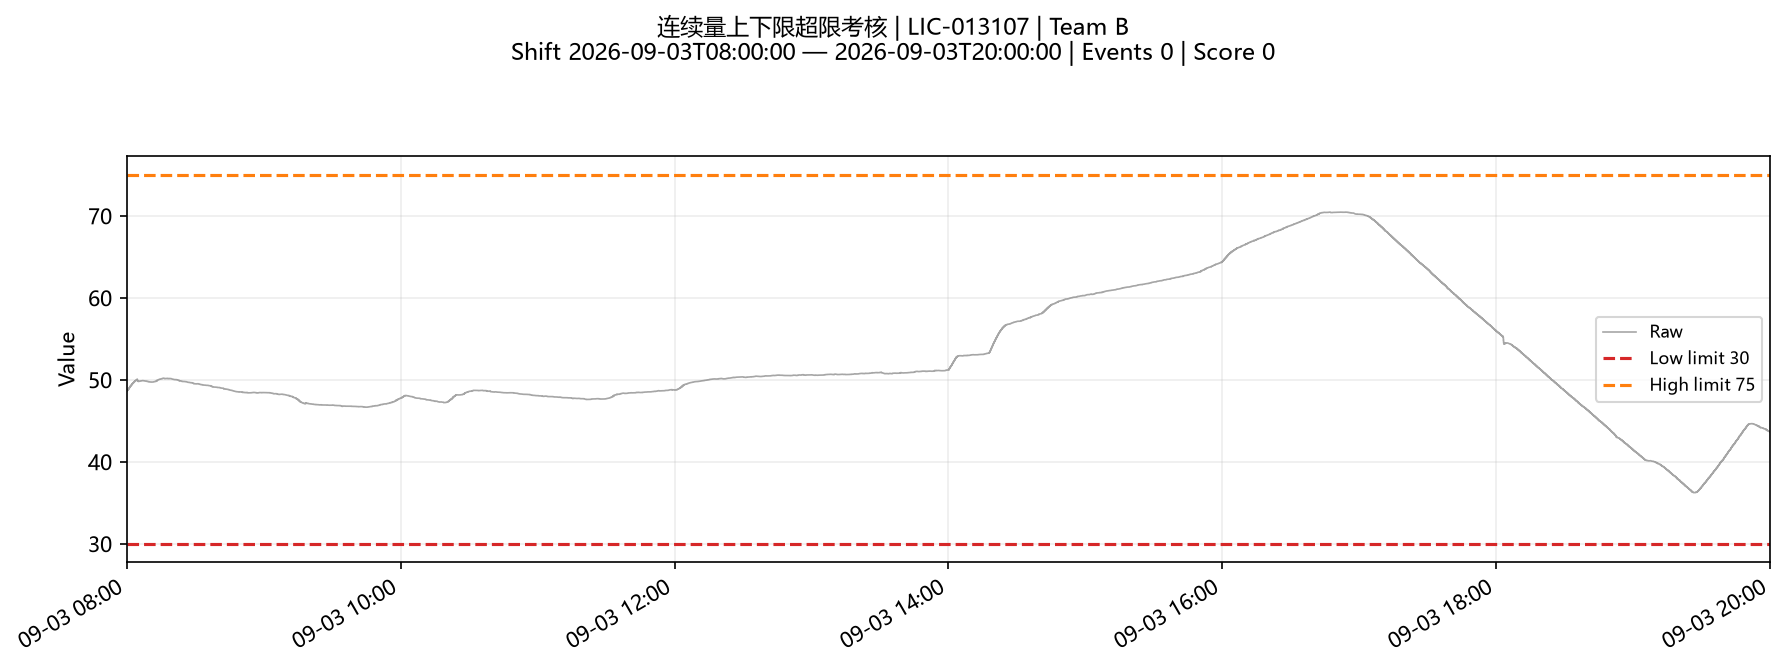 连续量上下限超限考核 | LIC-013107 | Team B
Shift 2026-09-03T08:00:00 — 2026-09-03T20:00:00 | Events 0 | Score 0
Value
70
60
50
40
30
Raw
Low limit 30
High limit 75
09-03 08:00
09-03 10:00
09-03 12:00
09-03 14:00
09-03 16:00
09-03 18:00
09-03 20:00